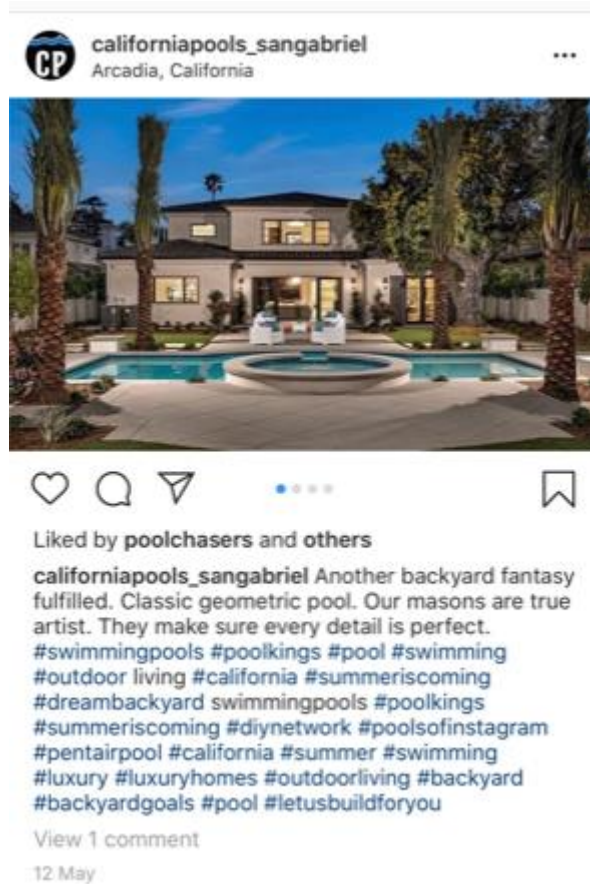 CP
californiapools_sangabriel
Arcadia, California
Liked by poolchasers and others
californiapools_sangabriel Another backyard fantasy
fulfilled. Classic geometric pool. Our masons are true
artist. They make sure every detail is perfect.
#swimmingpools #poolkings #pool #swimming
#outdoor living #california #summeriscoming
#dreambackyard swimmingpools #poolkings
#summeriscoming #diynetwork #poolsofinstagram
#pentairpool #california #summer #swimming
#luxury #luxuryhomes #outdoorliving #backyard
#backyardgoals #pool #letusbuildforyou
View 1 comment
12 May